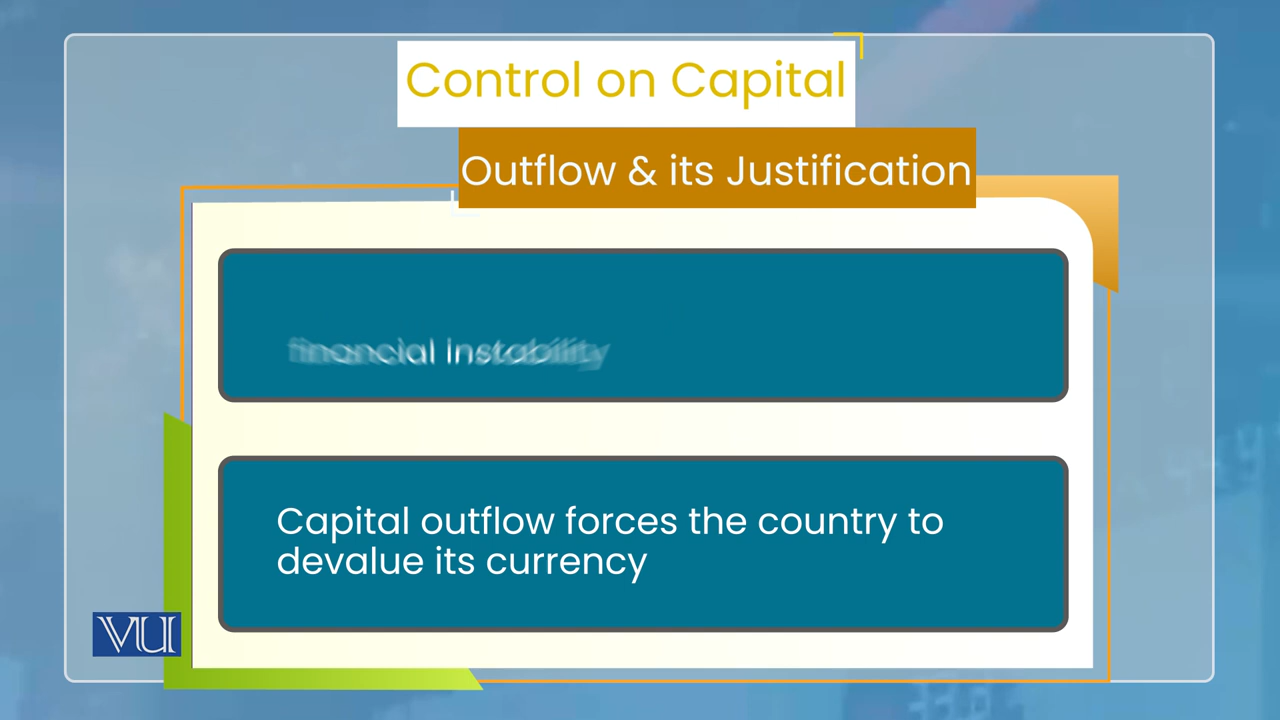 Control on Capital
Outflow & its Justification
financial instability
Capital outflow forces the country to
devalue its currency
VU